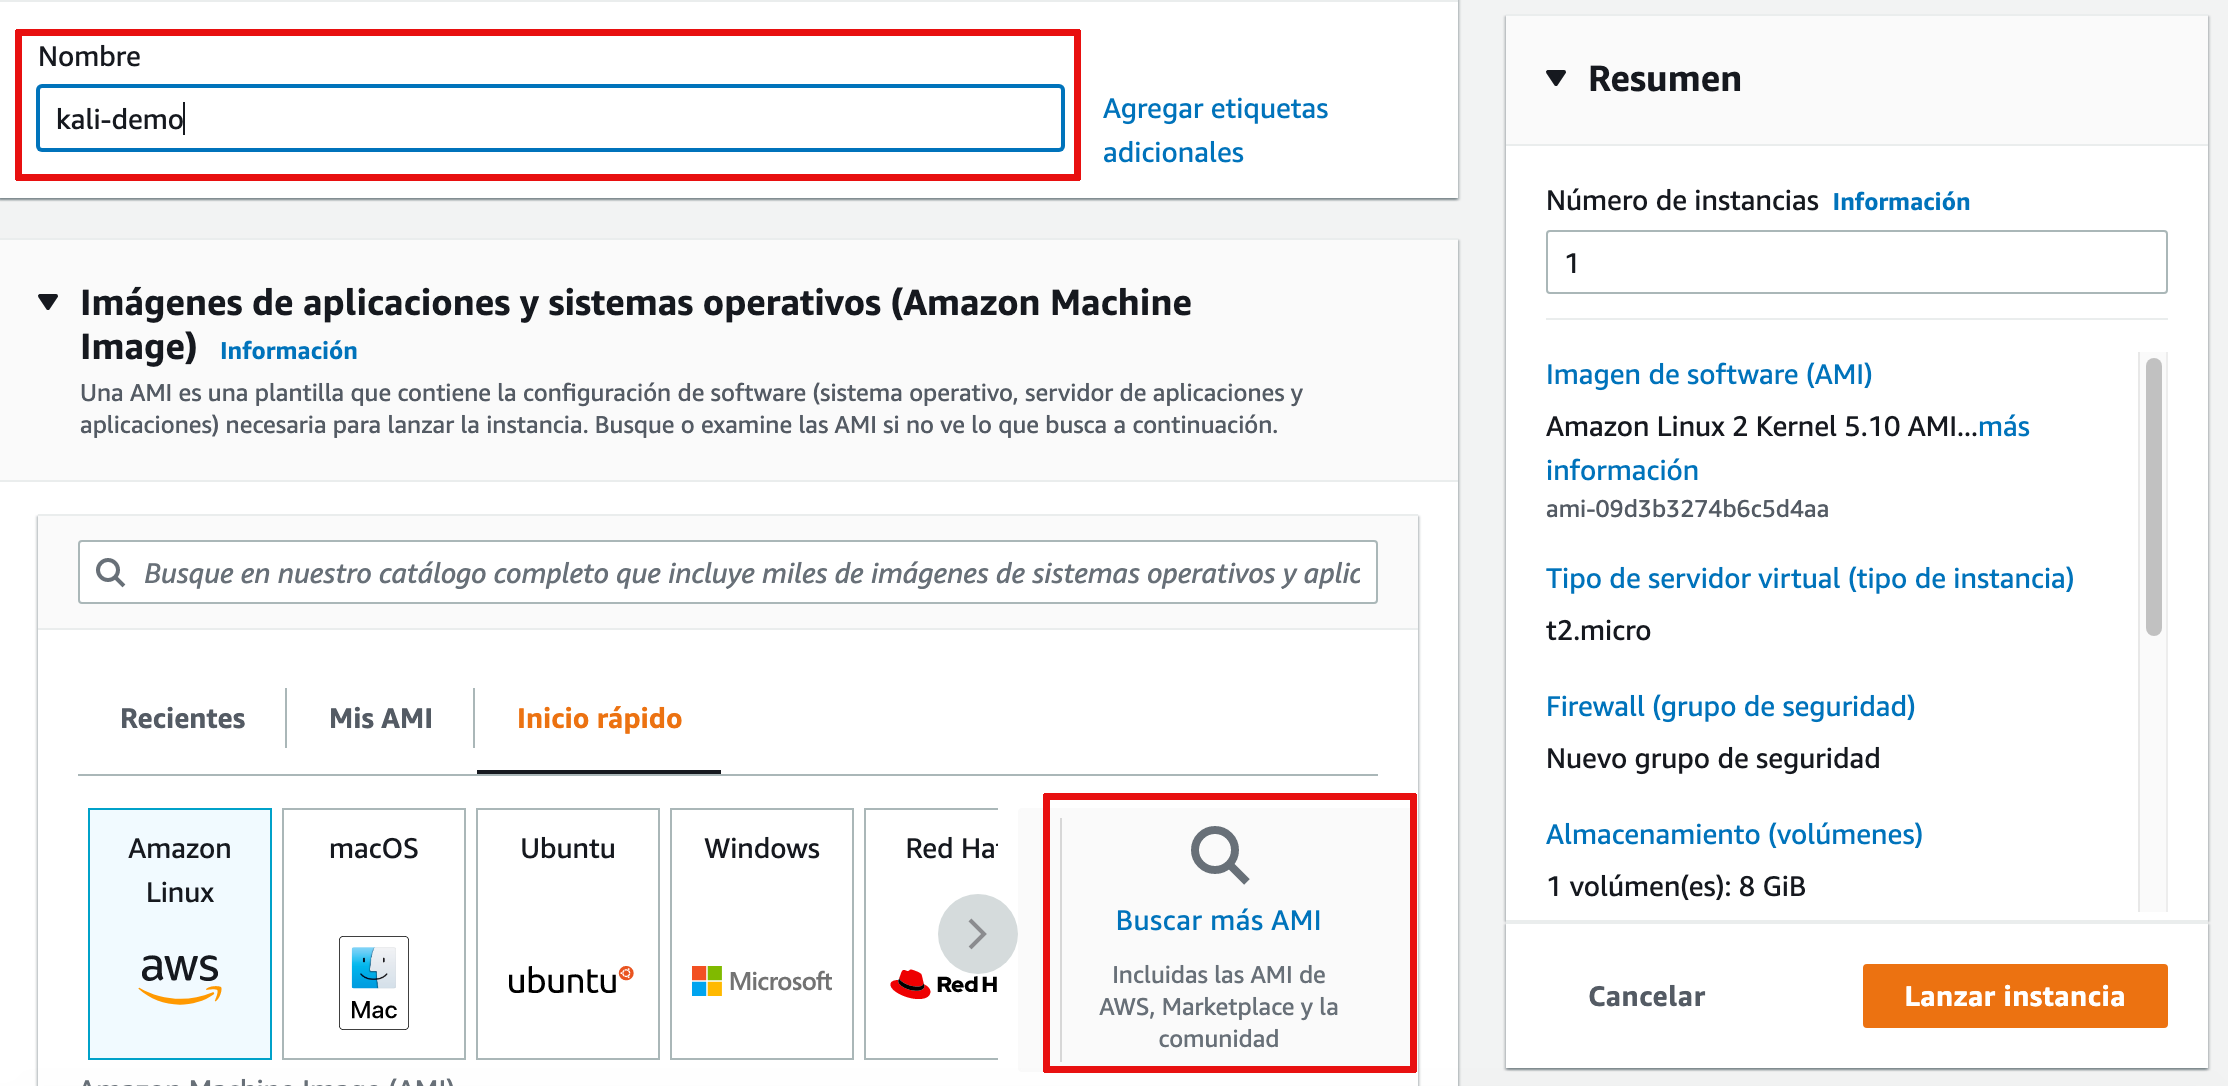 Nombre
kali-demo
Agregar etiquetas
adicionales
Imágenes de aplicaciones y sistemas operativos (Amazon Machine
Image) Información
Una AMI es una plantilla que contiene la configuración de software (sistema operativo, servidor de aplicaciones y
aplicaciones) necesaria para lanzar la instancia. Busque o examine las AMI si no ve lo que busca a continuación.
Busque en nuestro catálogo completo que incluye miles de imágenes de sistemas operativos y aplic
Recientes
Mis AMI
Inicio rápido
Amazon
Linux
aws
macOS
Mac
Ubuntu
ubuntu
Windows
Microsoft
Red Ha
Red H
Buscar más AMI
Incluidas las AMI de
AWS, Marketplace y la
comunidad
Amazon Machine Image (AMI)
Resumen
Número de instancias Información
1
Imagen de software (AMI)
Amazon Linux 2 Kernel 5.10 AMI...más
información
ami-09d3b3274b6c5d4aa
Tipo de servidor virtual (tipo de instancia)
t2.micro
Firewall (grupo de seguridad)
Nuevo grupo de seguridad
Almacenamiento (volúmenes)
1 volúmen(es): 8 GiB
Cancelar
Lanzar instancia